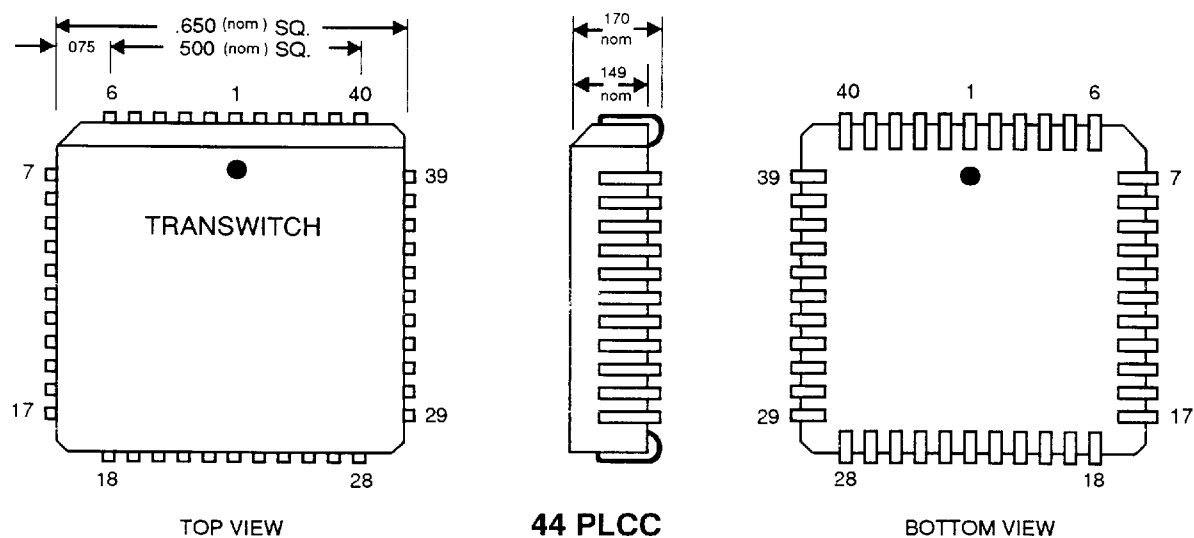 .650 (nom) SQ.
075
500 (nom) SQ.
6
1
40
7
39
TRANSWITCH
17
29
18
28
TOP VIEW
170
nom
149
nom
44 PLCC
40
1
6
39
7
29
17
28
18
BOTTOM VIEW